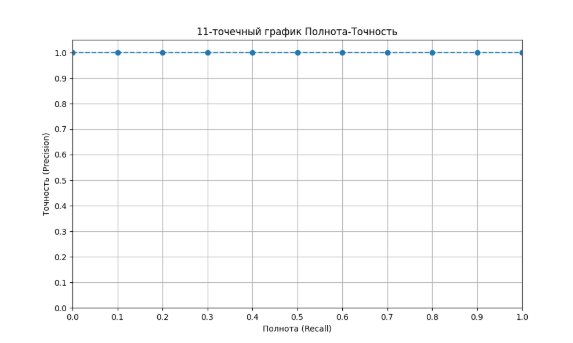 11-точечный график Полнота-Точность
1.0
0.9
0.8
0.7
0.6
0.5
0.4
0.3
0.2
0.1
0.0
Точность (Precision)
0.0 0.1 0.2 0.3 0.4 0.5 0.6 0.7 0.8 0.9 1.0
Полнота (Recall)